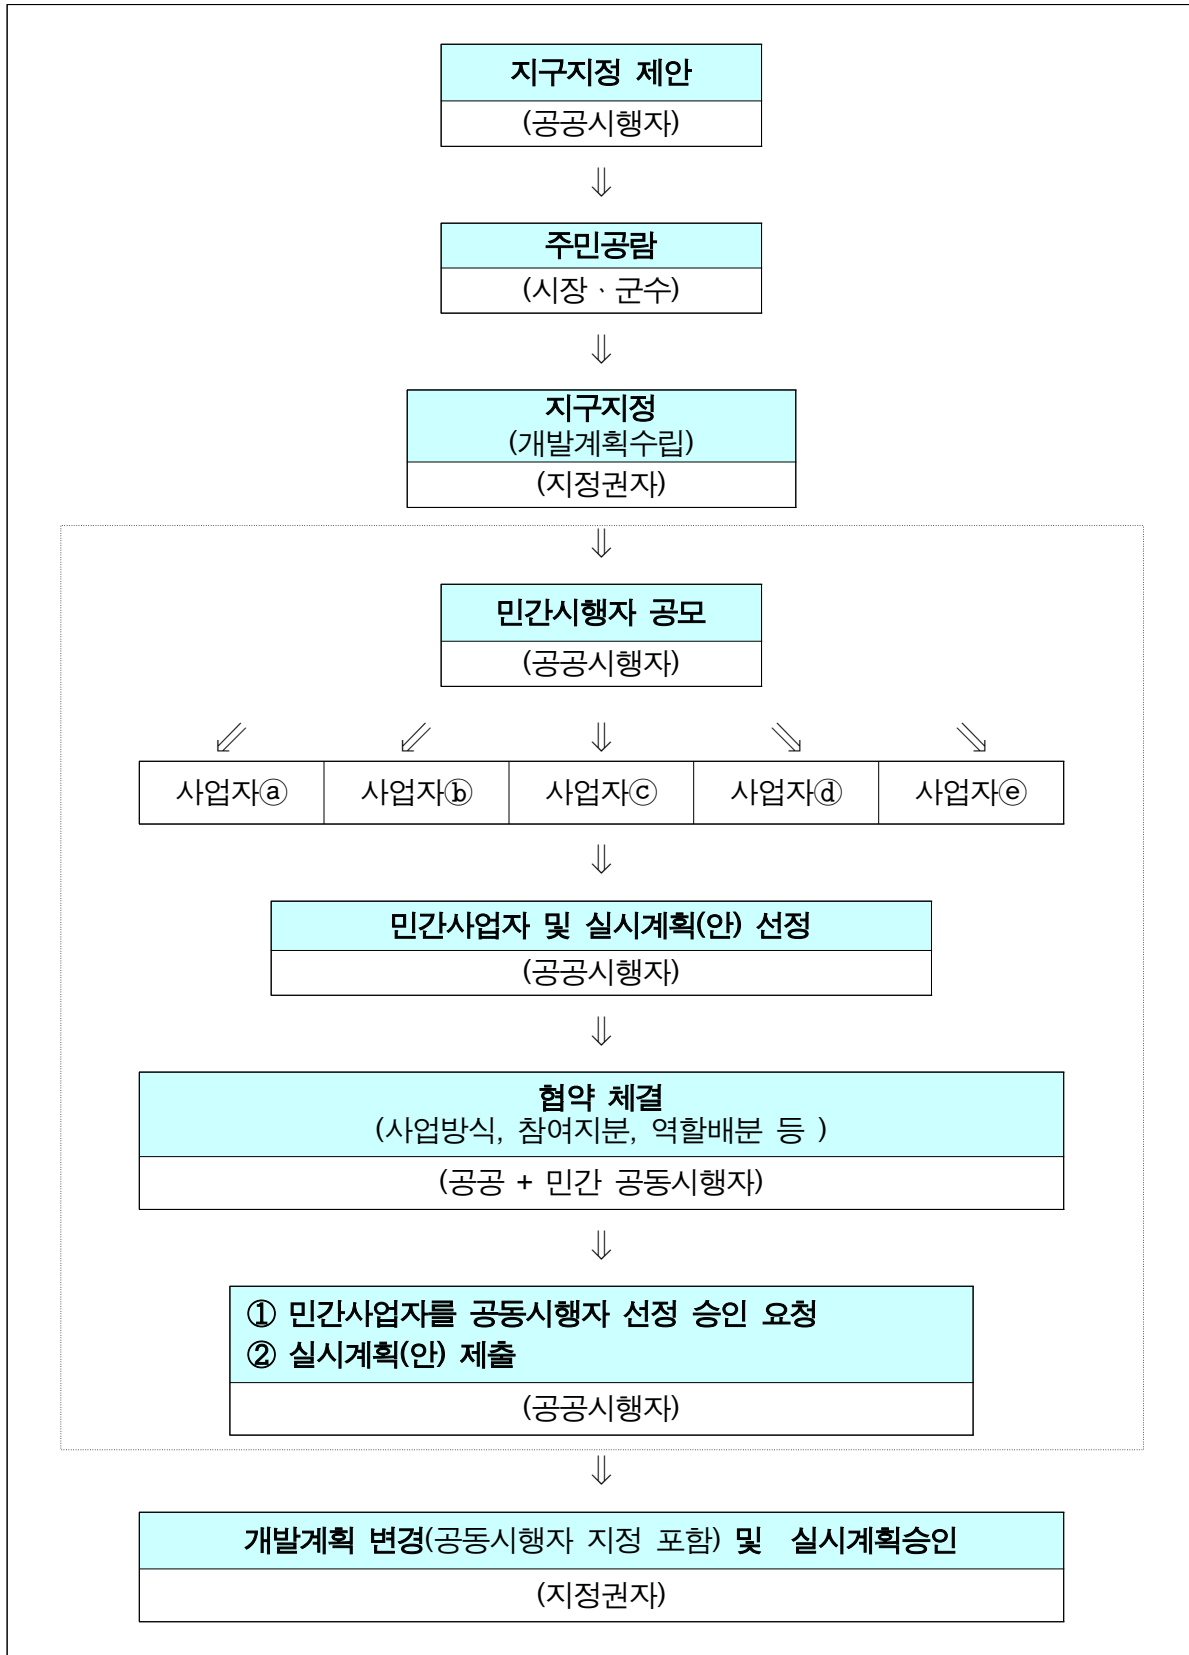 지구지정 제안
(공공시행자)
⇓
주민공람
(시장ㆍ군수)
⇓
지구지정
(개발계획수립)
(지정권자)
⇓
민간시행자 공모
(공공시행자)
⇙ ⇙ ⇓ ⇘ ⇘
사업자ⓐ 사업자ⓑ 사업자ⓒ 사업자ⓓ 사업자ⓔ
⇓
민간사업자 및 실시계획(안) 선정
(공공시행자)
⇓
협약 체결
(사업방식, 참여지분, 역할배분 등 )
(공공 + 민간 공동시행자)
⇓
① 민간사업자를 공동시행자 선정 승인 요청
② 실시계획(안) 제출
(공공시행자)
⇓
개발계획 변경(공동시행자 지정 포함) 및 실시계획승인
(지정권자)